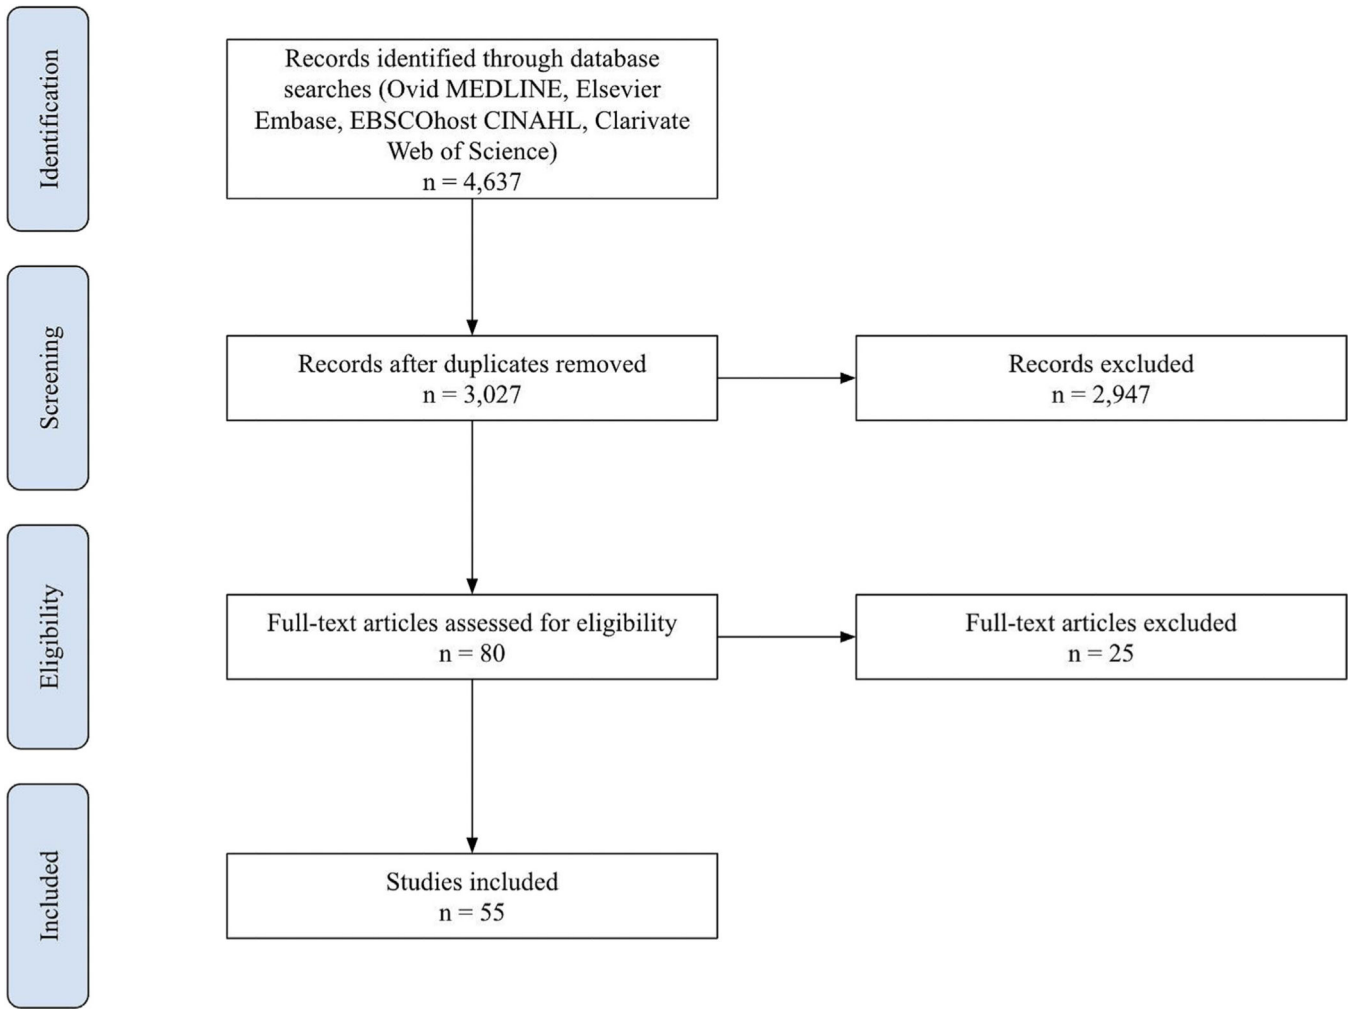 Identification
Records identified through database
searches (Ovid MEDLINE, Elsevier
Embase, EBSCOhost CINAHL, Clarivate
Web of Science)
n = 4,637
Screening
Records after duplicates removed
n = 3,027
Records excluded
n = 2,947
Eligibility
Full-text articles assessed for eligibility
n = 80
Full-text articles excluded
n = 25
Included
Studies included
n = 55